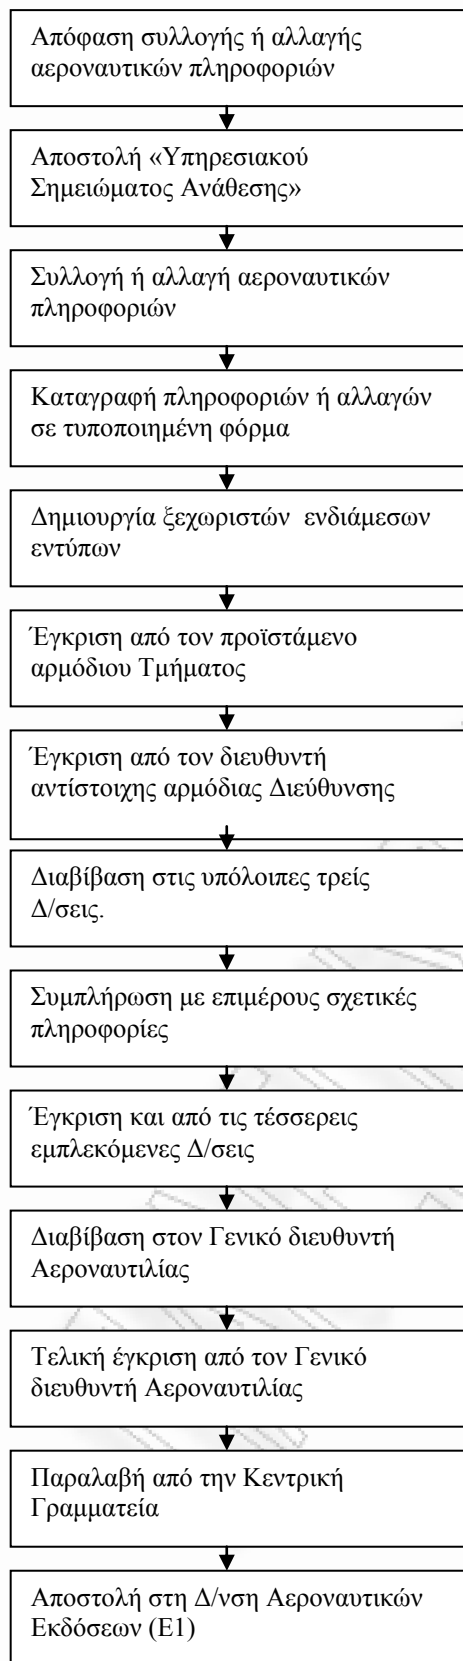 Απόφαση συλλογής ή αλλαγής
αεροναυτικών πληροφοριών
Αποστολή «Υπηρεσιακού
Σημειώματος Ανάθεσης»
Συλλογή ή αλλαγή αεροναυτικών
πληροφοριών
Καταγραφή πληροφοριών ή αλλαγών
σε τυποποιημένη φόρμα
Δημιουργία ξεχωριστών ενδιάμεσων
εντύπων
Έγκριση από τον προϊστάμενο
αρμόδιου Τμήματος
Έγκριση από τον διευθυντή
αντίστοιχης αρμόδιας Διεύθυνσης
Διαβίβαση στις υπόλοιπες τρείς
Δ/σεις.
Συμπλήρωση με επιμέρους σχετικές
πληροφορίες
Έγκριση και από τις τέσσερεις
εμπλεκόμενες Δ/σεις
Διαβίβαση στον Γενικό διευθυντή
Αεροναυτιλίας
Τελική έγκριση από τον Γενικό
διευθυντή Αεροναυτιλίας
Παραλαβή από την Κεντρική
Γραμματεία
Αποστολή στη Δ/νση Αεροναυτικών
Εκδόσεων (Ε1)